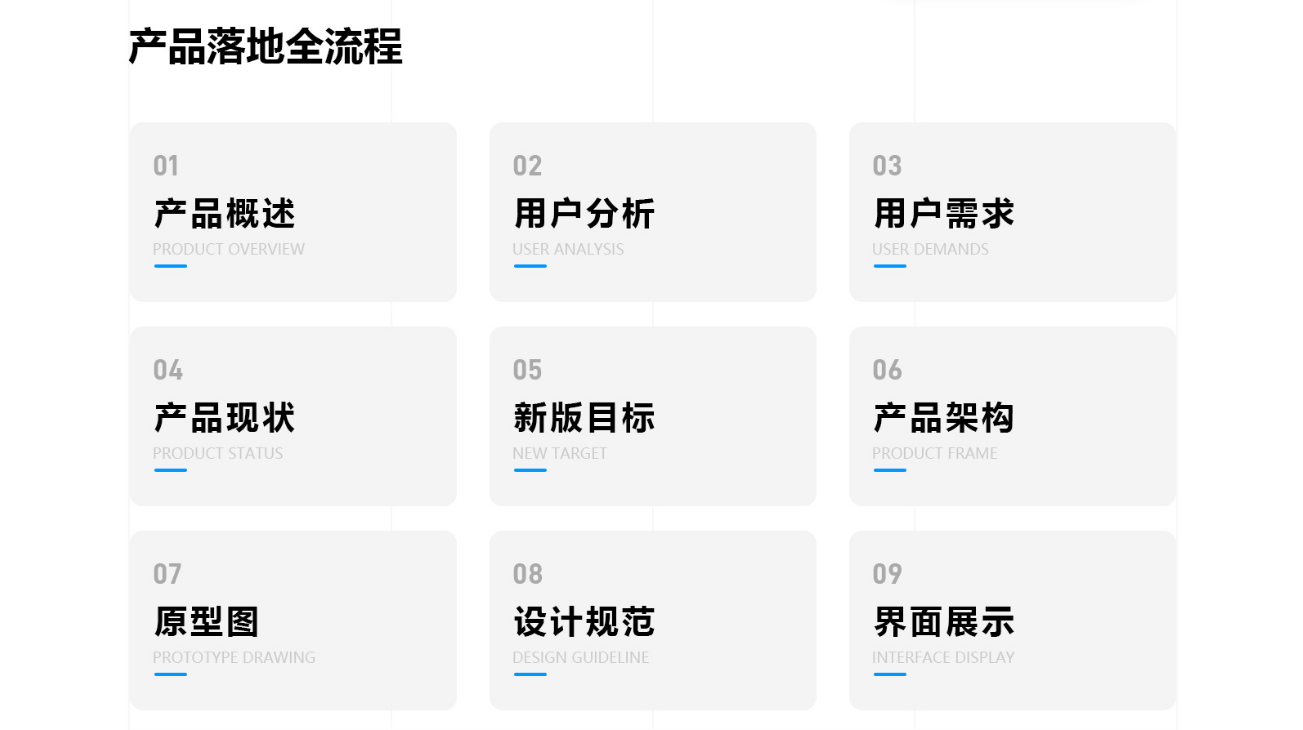 产品落地全流程
01
产品概述
PRODUCT OVERVIEW
02
用户分析
USER ANALYSIS
03
用户需求
USER DEMANDS
04
产品现状
PRODUCT STATUS
05
新版目标
NEW TARGET
06
产品架构
PRODUCT FRAME
07
原型图
PROTOTYPE DRAWING
08
设计规范
DESIGN GUIDELINE
09
界面展示
INTERFACE DISPLAY